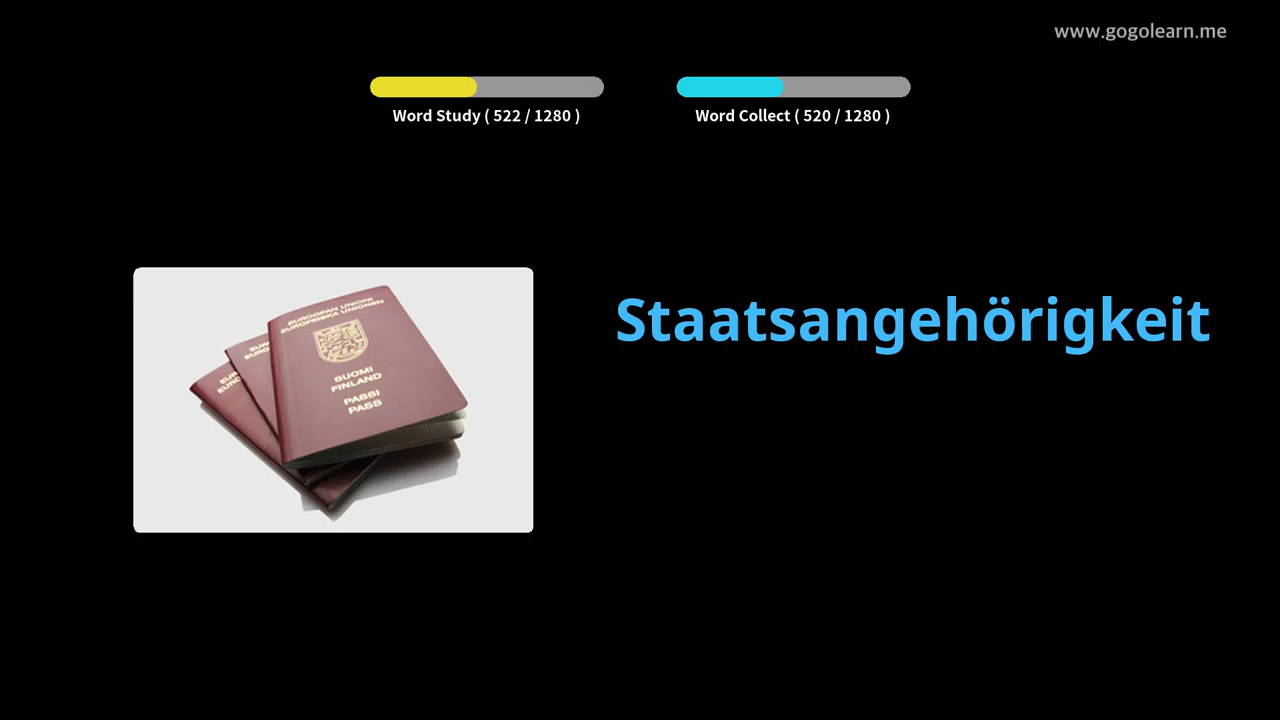 www.gogolearn.me
Word Study ( 522 / 1280 )
Word Collect ( 520 / 1280 )
Staatsangehörigkeit
EUROOPAN UNIONI
EUROPEISKA UNIONEN
SUOMI
FINLAND
PASSI
PASS